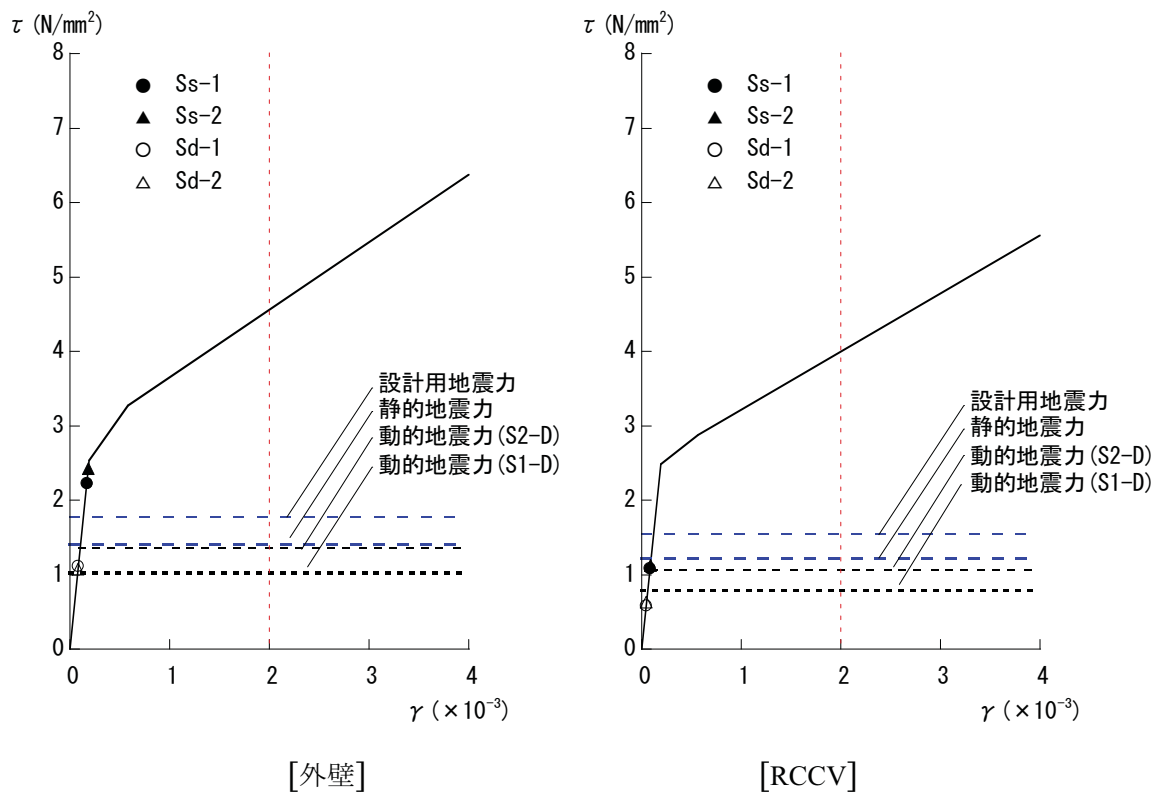 τ (N/mm²)
8
7
6
5
4
3
2
1
0
● Ss-1
▲ Ss-2
○ Sd-1
△ Sd-2
設計用地震力
静的地震力
動的地震力(S2-D)
動的地震力(S1-D)
0 1 2 3 4
γ (×10⁻³)
[外壁]
τ (N/mm²)
8
7
6
5
4
3
2
1
0
● Ss-1
▲ Ss-2
○ Sd-1
△ Sd-2
設計用地震力
静的地震力
動的地震力(S2-D)
動的地震力(S1-D)
0 1 2 3 4
γ (×10⁻³)
[RCCV]